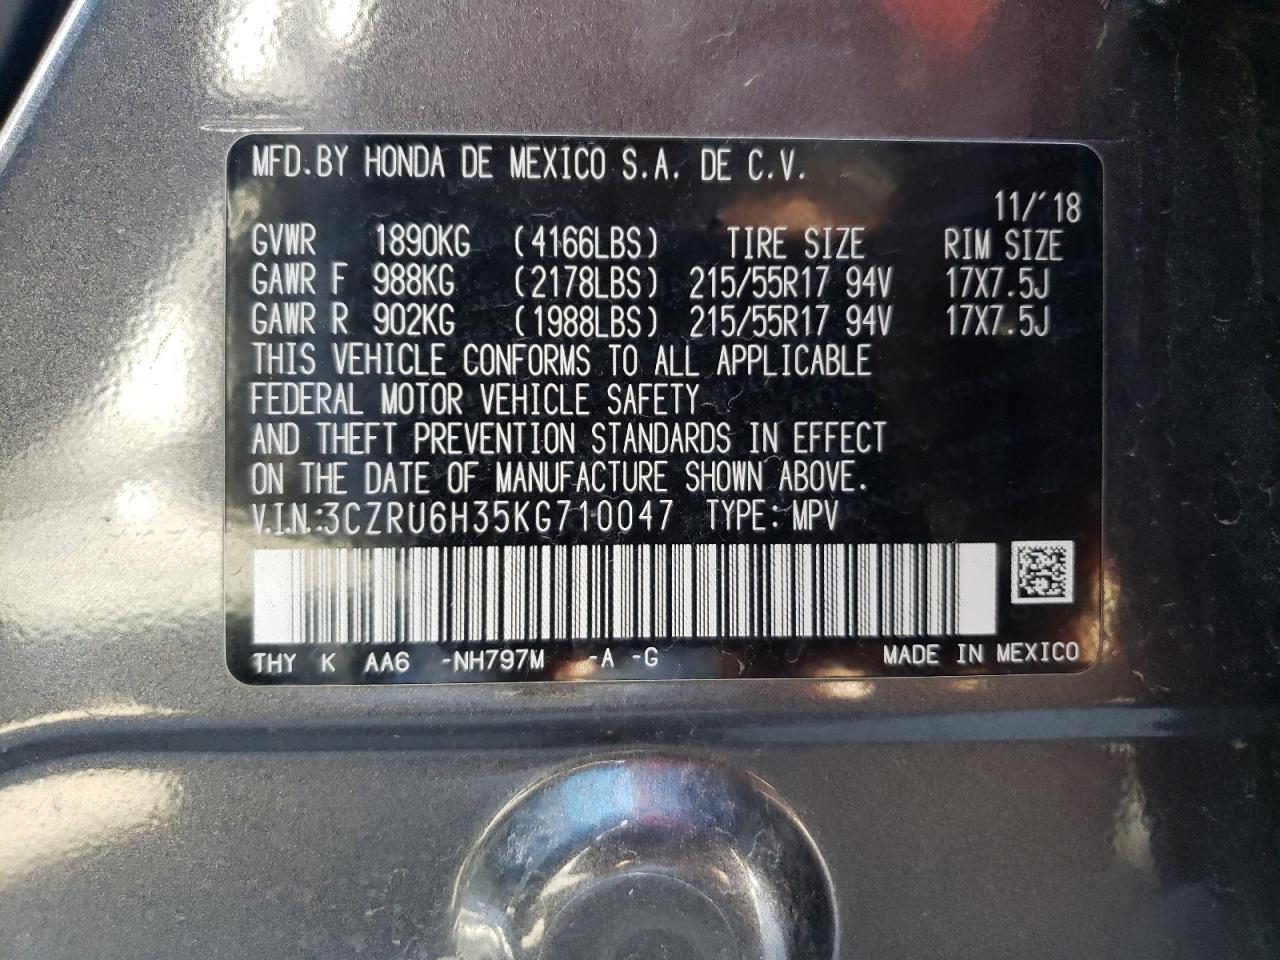 MFD.BY HONDA DE MEXICO S.A. DE C.V.
11/'18
GVWR 1890KG (4166LBS) TIRE SIZE RIM SIZE
GAWR F 988KG (2178LBS) 215/55R17 94V 17X7.5J
GAWR R 902KG (1988LBS) 215/55R17 94V 17X7.5J
THIS VEHICLE CONFORMS TO ALL APPLICABLE
FEDERAL MOTOR VEHICLE SAFETY
AND THEFT PREVENTION STANDARDS IN EFFECT
ON THE DATE OF MANUFACTURE SHOWN ABOVE.
V.I.N.:3CZRU6H35KG710047 TYPE:MPV
THY K AA6 -NH797M -A -G MADE IN MEXICO